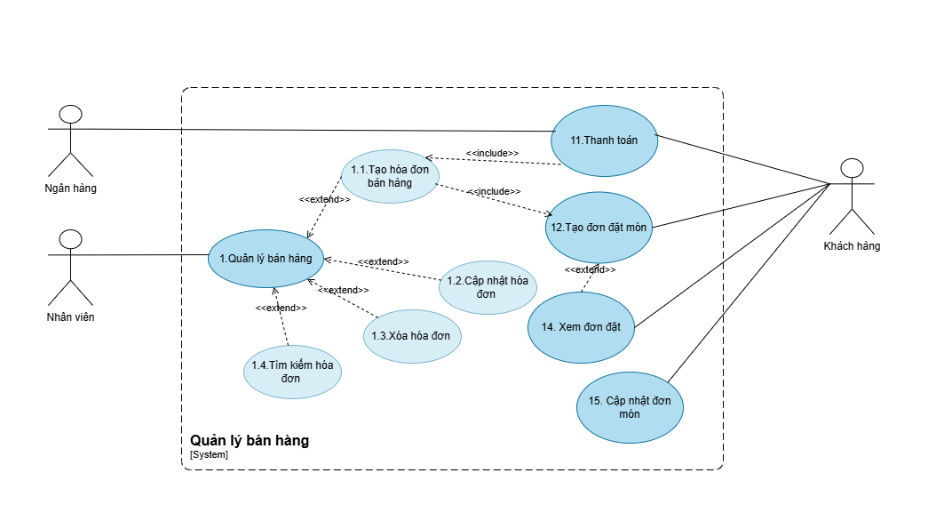 11.Thanh toán
<<include>>
1.1.Tạo hóa đơn
bán hàng
Ngân hàng
<<include>>
<<extend>>
12.Tạo đơn đặt món
Khách hàng
1.Quản lý bán hàng
<<extend>>
<<extend>>
1.2.Cập nhật hóa
đơn
<<extend>>
<<extend>>
Nhân viên
14. Xem đơn đặt
1.3.Xóa hóa đơn
1.4.Tìm kiếm hóa
đơn
15. Cập nhật đơn
món
Quản lý bán hàng
[System]